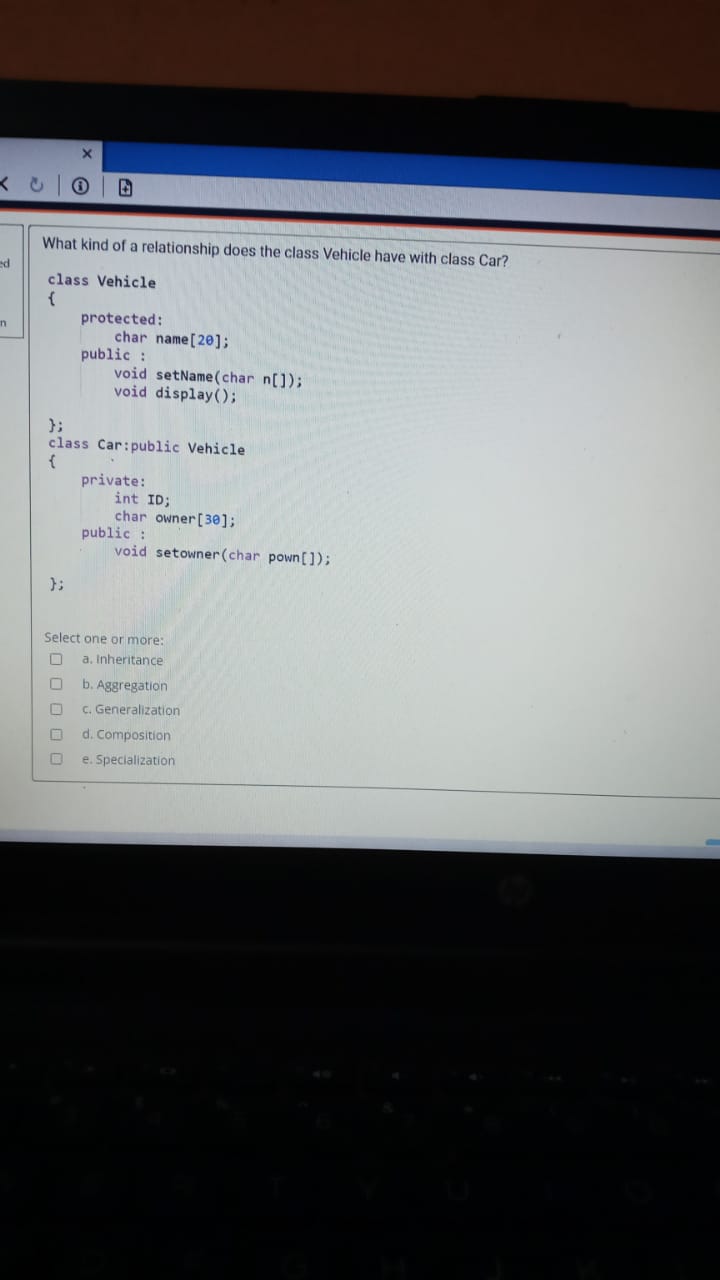 What kind of a relationship does the class Vehicle have with class Car?
ed
n
class Vehicle
{
protected:
char name[20];
public :
void setName(char n[]);
void display();
};
class Car:public Vehicle
{
private:
int ID;
char owner[30];
public :
void setowner(char pown[]);
};
Select one or more:
a. Inheritance
b. Aggregation
c. Generalization
d. Composition
e. Specialization